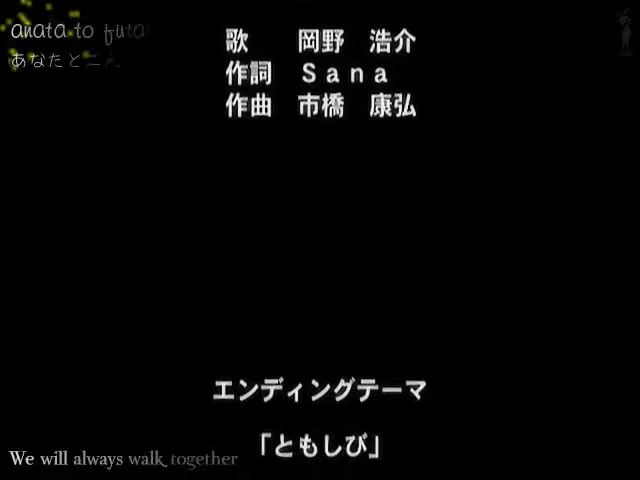 anata to futa
あなたとこん
歌 岡野 浩介
作詞 Sana
作曲 市橋 康弘
エンディングテーマ
「ともしび」
We will always walk together